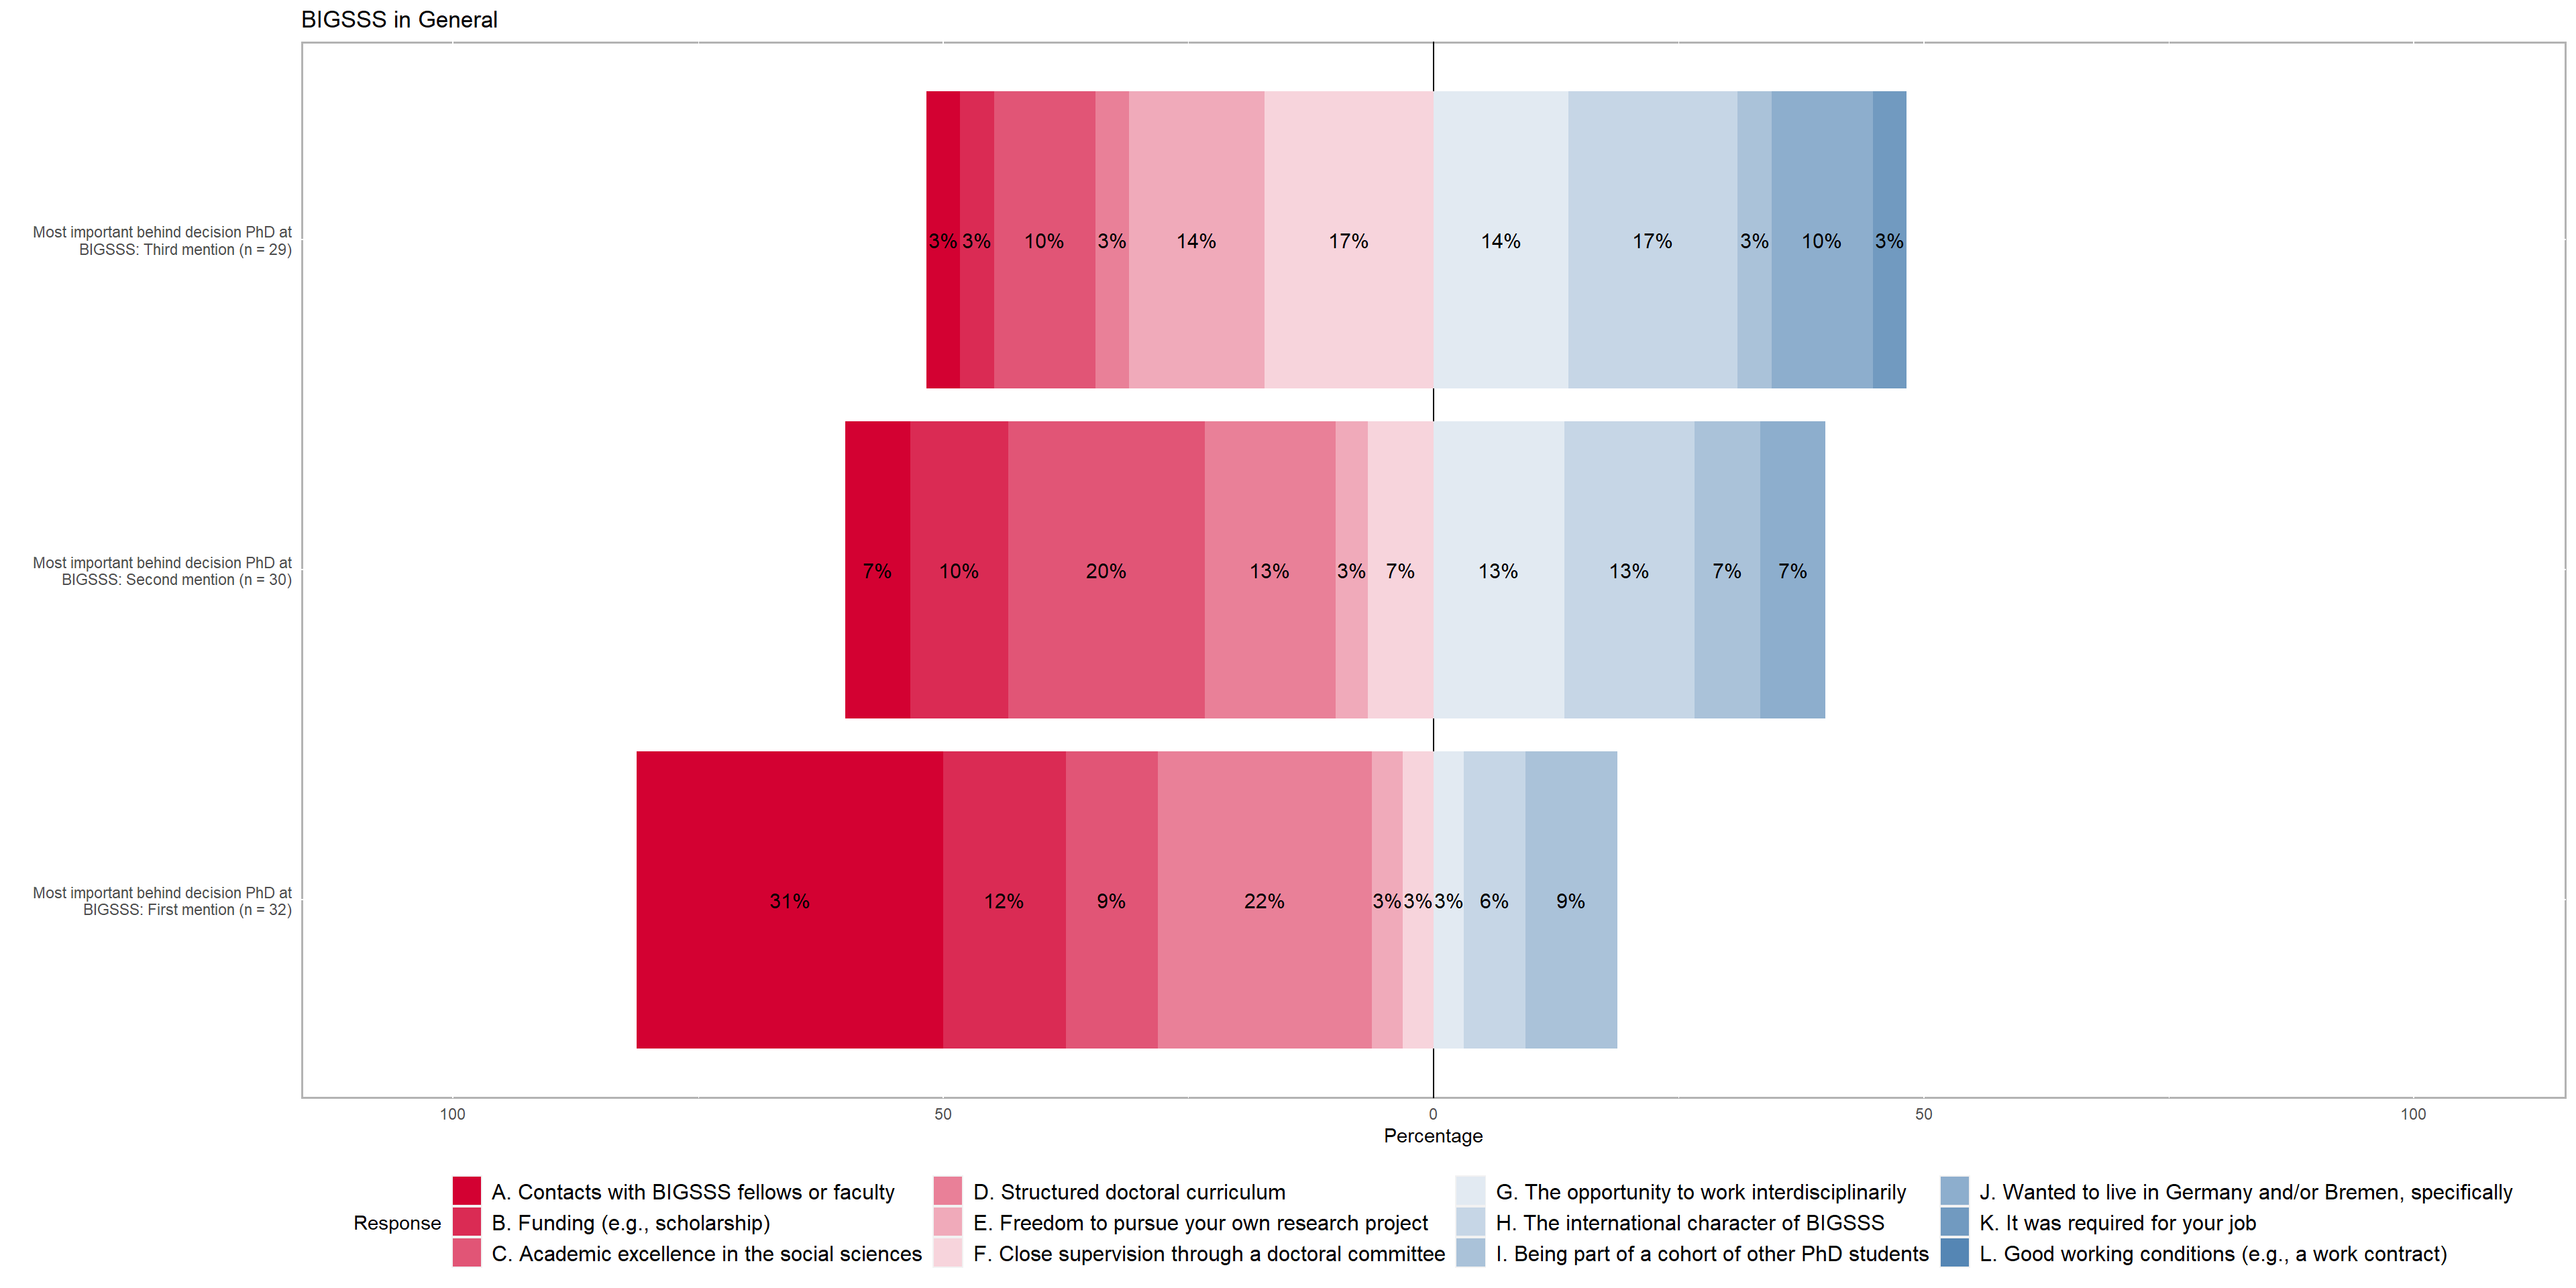 BIGSSS in General
Most important behind decision PhD at
BIGSSS: Third mention (n = 29)
3% 3% 10% 3% 14% 17% 14% 17% 3% 10% 3%
Most important behind decision PhD at
BIGSSS: Second mention (n = 30)
7% 10% 20% 13% 3% 7% 13% 13% 7% 7%
Most important behind decision PhD at
BIGSSS: First mention (n = 32)
31% 12% 9% 22% 3% 3% 3% 6% 9%
100 50 0 50 100
Percentage
Response
A. Contacts with BIGSSS fellows or faculty
B. Funding (e.g., scholarship)
C. Academic excellence in the social sciences
D. Structured doctoral curriculum
E. Freedom to pursue your own research project
F. Close supervision through a doctoral committee
G. The opportunity to work interdisciplinarily
H. The international character of BIGSSS
I. Being part of a cohort of other PhD students
J. Wanted to live in Germany and/or Bremen, specifically
K. It was required for your job
L. Good working conditions (e.g., a work contract)